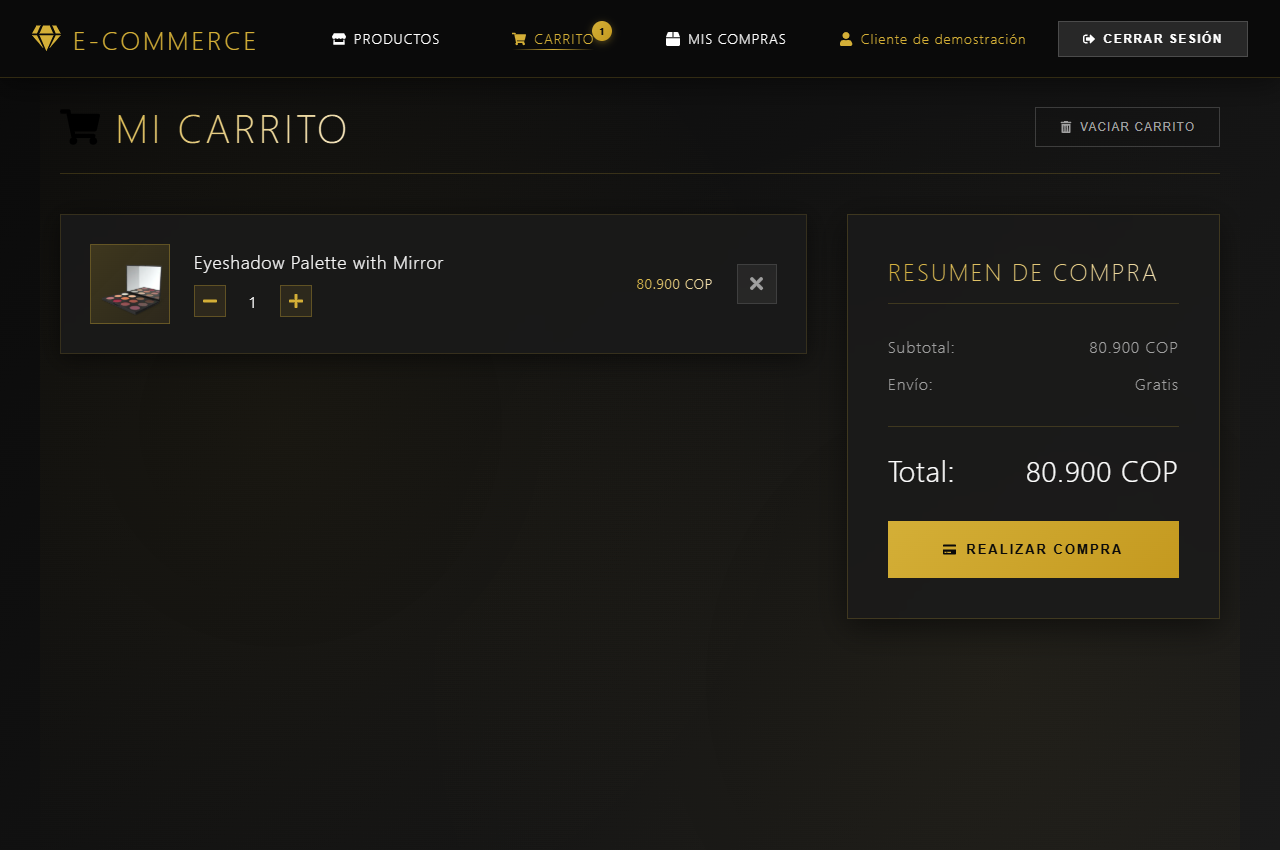 E-COMMERCE
PRODUCTOS
CARRITO
1
MIS COMPRAS
Cliente de demostración
CERRAR SESIÓN
MI CARRITO
VACIAR CARRITO
Eyeshadow Palette with Mirror
1
80.900 COP
RESUMEN DE COMPRA
Subtotal: 80.900 COP
Envío: Gratis
Total: 80.900 COP
REALIZAR COMPRA